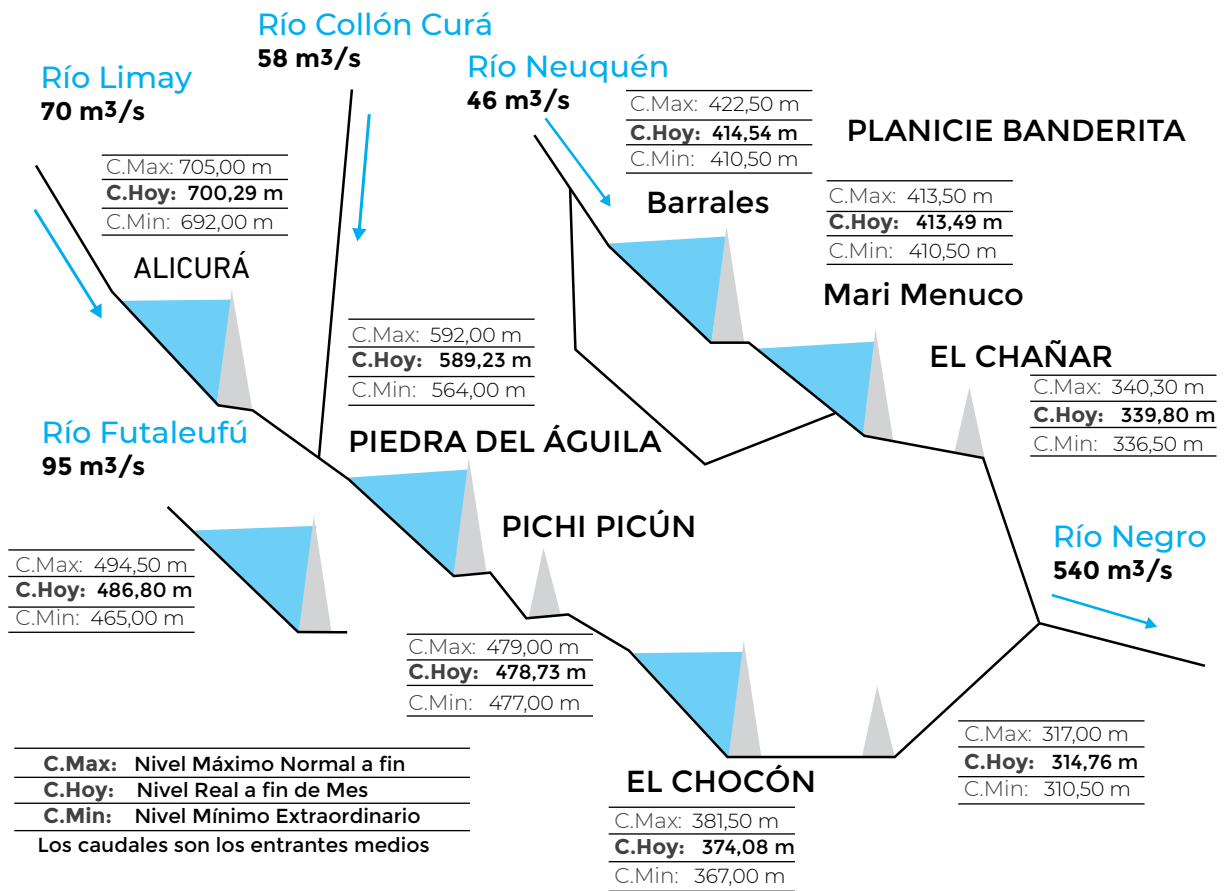 Río Limay
70 m3/s
C.Max: 705,00 m
C.Hoy: 700,29 m
C.Min: 692,00 m
ALICURÁ
Río Collón Curá
58 m3/s
Río Neuquén
46 m3/s
C.Max: 422,50 m
C.Hoy: 414,54 m
C.Min: 410,50 m
Barrales
PLANICIE BANDERITA
C.Max: 413,50 m
C.Hoy: 413,49 m
C.Min: 410,50 m
Mari Menuco
EL CHAÑAR
C.Max: 340,30 m
C.Hoy: 339,80 m
C.Min: 336,50 m
C.Max: 592,00 m
C.Hoy: 589,23 m
C.Min: 564,00 m
PIEDRA DEL ÁGUILA
Río Futaleufú
95 m3/s
C.Max: 494,50 m
C.Hoy: 486,80 m
C.Min: 465,00 m
PICHI PICÚN
C.Max: 479,00 m
C.Hoy: 478,73 m
C.Min: 477,00 m
Río Negro
540 m3/s
C.Max: 317,00 m
C.Hoy: 314,76 m
C.Min: 310,50 m
EL CHOCÓN
C.Max: 381,50 m
C.Hoy: 374,08 m
C.Min: 367,00 m
C.Max: Nivel Máximo Normal a fin
C.Hoy: Nivel Real a fin de Mes
C.Min: Nivel Mínimo Extraordinario
Los caudales son los entrantes medios